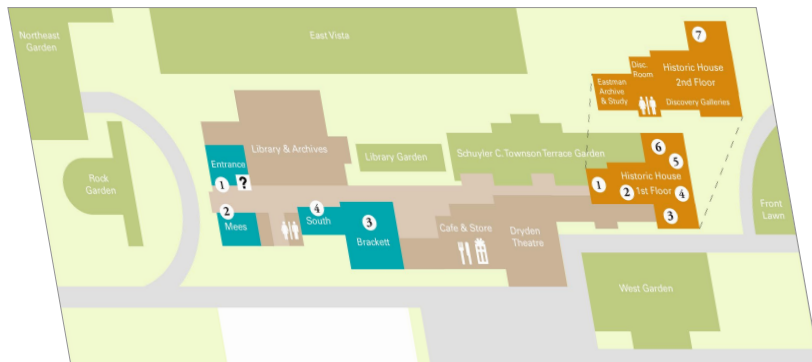 Northeast
Garden
East Vista
7
Disc.
Room
Historic House
2nd Floor
Eastman
Archive
& Study
Discovery Galleries
Library & Archives
Entrance
1
?
Library Garden
Schuyler C. Townson Terrace Garden
6
5
Historic House
1
2
1st Floor
4
3
Rock
Garden
Front
Lawn
2
Mees
4
South
3
Brackett
Cafe & Store
Dryden
Theatre
West Garden